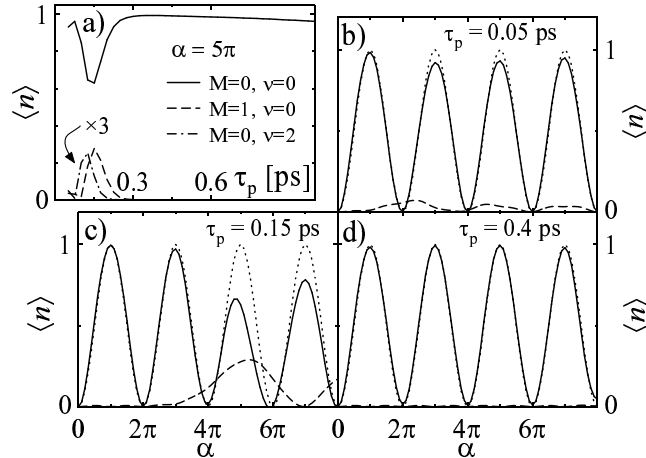 1
a)
α = 5π
M=0, ν=0
M=1, ν=0
M=0, ν=2
×3
⟨n⟩
0
0.3
0.6
τp [ps]
b)
τp = 0.05 ps
1
⟨n⟩
0
c)
τp = 0.15 ps
1
⟨n⟩
0
0
2π
4π
6π
α
d)
τp = 0.4 ps
1
⟨n⟩
0
0
2π
4π
6π
α